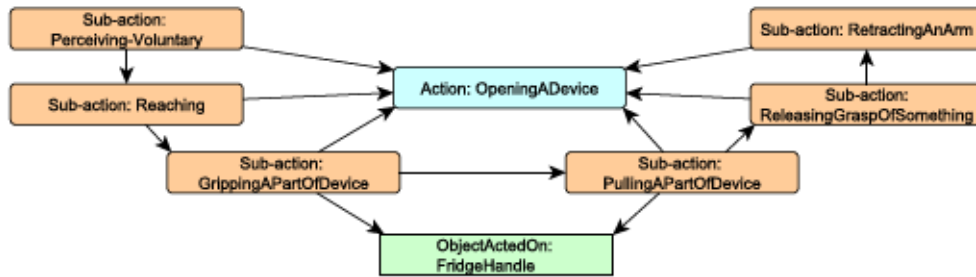 Sub-action:
Perceiving-Voluntary
Sub-action: RetractingAnArm
Action: OpeningADevice
Sub-action: Reaching
Sub-action:
ReleasingGraspOfSomething
Sub-action:
GrippingAPartOfDevice
Sub-action:
PullingAPartOfDevice
ObjectActedOn:
FridgeHandle